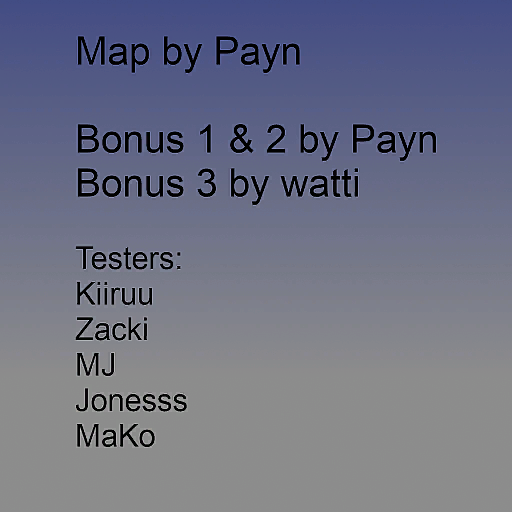 Map by Payn
Bonus 1 & 2 by Payn
Bonus 3 by watti
Testers:
Kiiruu
Zacki
MJ
Jonesss
MaKo